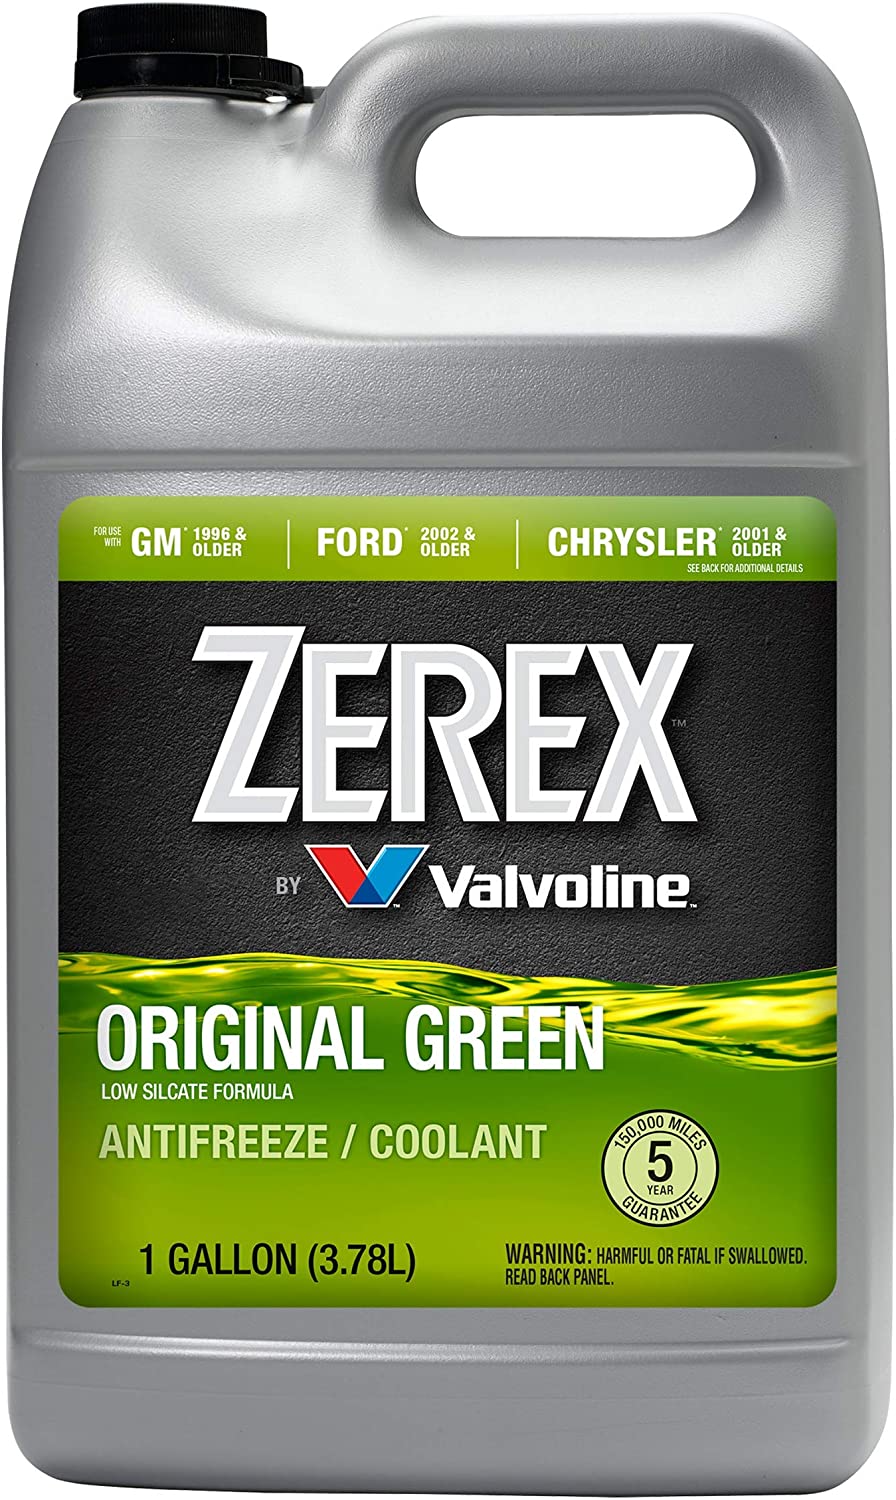 FOR USE WITH GM* 1996 & OLDER
FORD* 2002 & OLDER
CHRYSLER* 2001 & OLDER
SEE BACK FOR ADDITIONAL DETAILS
ZEREX™
BY Valvoline™
ORIGINAL GREEN
LOW SILCATE FORMULA
ANTIFREEZE / COOLANT
150,000 MILES
5
YEAR
GUARANTEE
LF-3
1 GALLON (3.78L)
WARNING: HARMFUL OR FATAL IF SWALLOWED.
READ BACK PANEL.